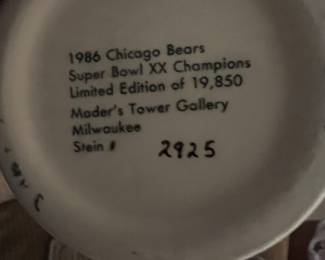 1986 Chicago Bears
Super Bowl XX Champions
Limited Edition of 19,850
Mader's Tower Gallery
Milwaukee
Stein # 2925